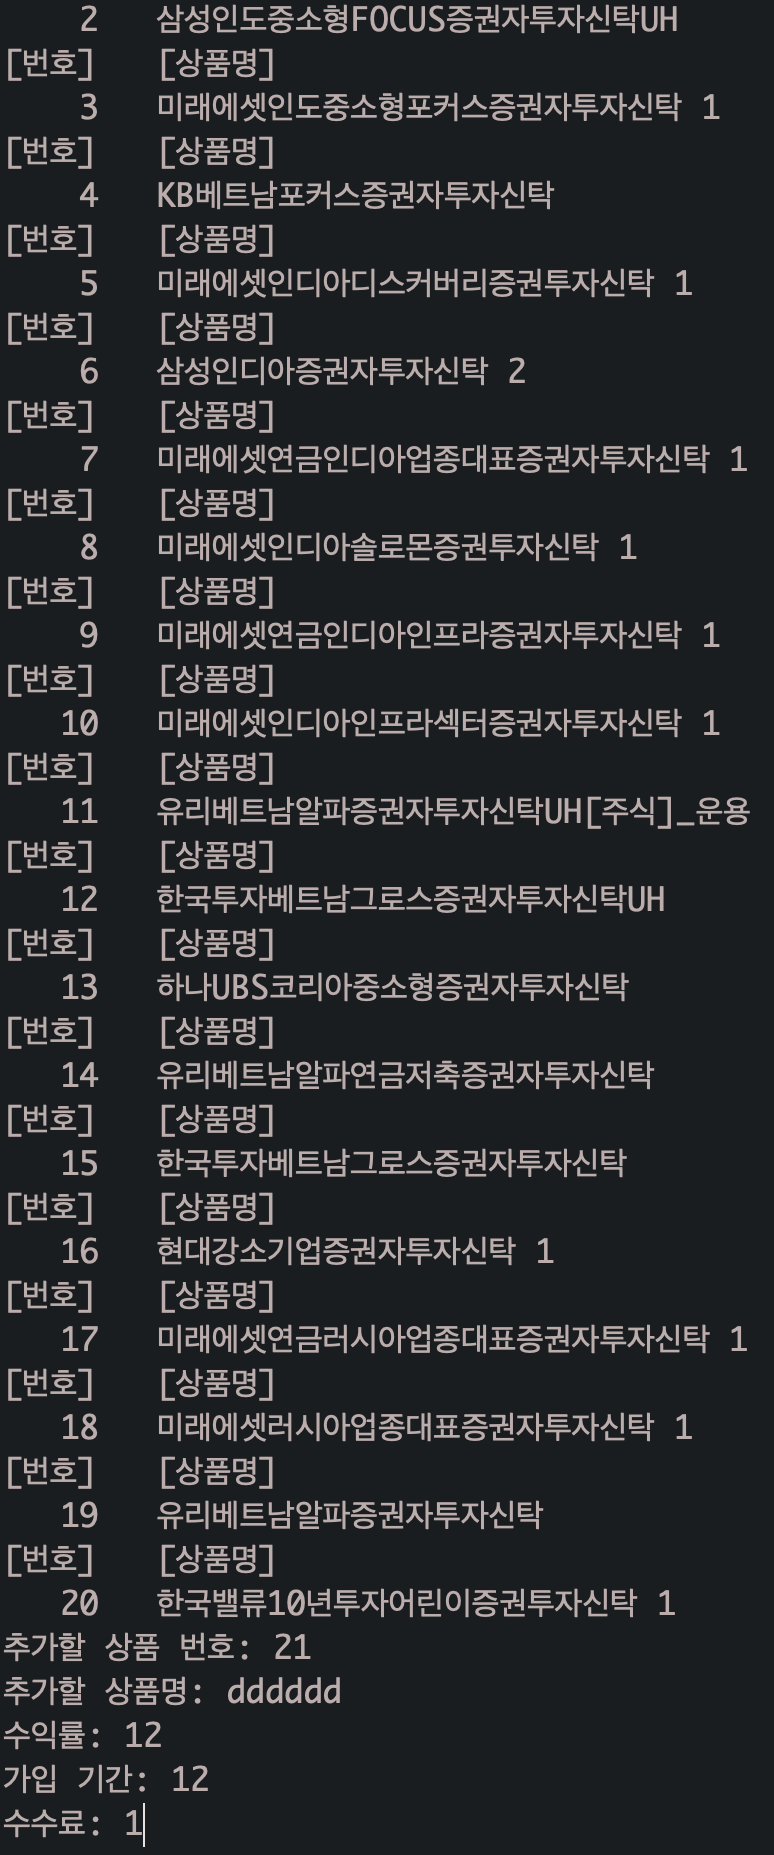 2 삼성인도중소형FOCUS증권자투자신탁UH
[번호] [상품명]
3 미래에셋인도중소형포커스증권자투자신탁 1
[번호] [상품명]
4 KB베트남포커스증권자투자신탁
[번호] [상품명]
5 미래에셋인디아디스커버리증권투자신탁 1
[번호] [상품명]
6 삼성인디아증권자투자신탁 2
[번호] [상품명]
7 미래에셋연금인디아업종대표증권자투자신탁 1
[번호] [상품명]
8 미래에셋인디아솔로몬증권투자신탁 1
[번호] [상품명]
9 미래에셋연금인디아인프라증권자투자신탁 1
[번호] [상품명]
10 미래에셋인디아인프라섹터증권자투자신탁 1
[번호] [상품명]
11 유리베트남알파증권자투자신탁UH[주식]_운용
[번호] [상품명]
12 한국투자베트남그로스증권자투자신탁UH
[번호] [상품명]
13 하나UBS코리아중소형증권자투자신탁
[번호] [상품명]
14 유리베트남알파연금저축증권자투자신탁
[번호] [상품명]
15 한국투자베트남그로스증권자투자신탁
[번호] [상품명]
16 현대강소기업증권자투자신탁 1
[번호] [상품명]
17 미래에셋연금러시아업종대표증권자투자신탁 1
[번호] [상품명]
18 미래에셋러시아업종대표증권자투자신탁 1
[번호] [상품명]
19 유리베트남알파증권자투자신탁
[번호] [상품명]
20 한국밸류10년투자어린이증권투자신탁 1
추가할 상품 번호: 21
추가할 상품명: dddddd
수익률: 12
가입 기간: 12
수수료: 1